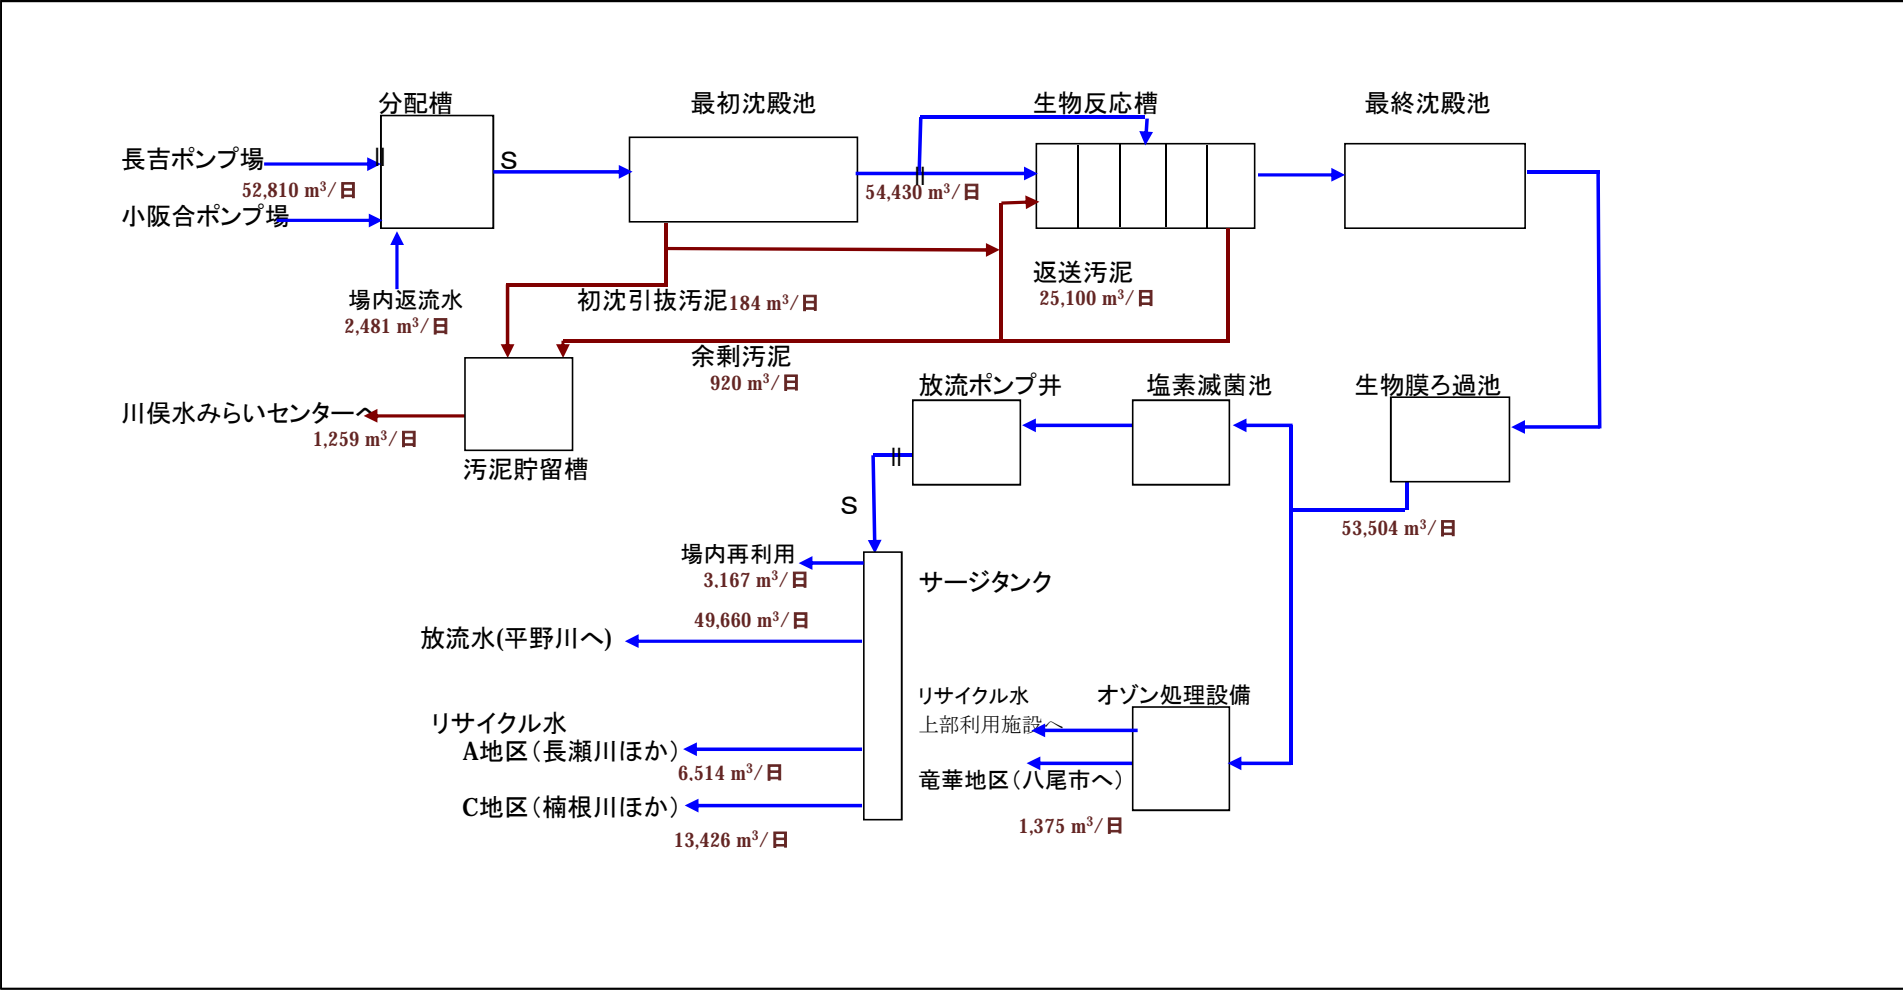 分配槽
最初沈殿池
生物反応槽
最終沈殿池
長吉ポンプ場
S
52,810 m³/日
54,430 m³/日
小阪合ポンプ場
場内返流水
2,481 m³/日
初沈引抜汚泥184 m³/日
返送汚泥
25,100 m³/日
余剰汚泥
920 m³/日
放流ポンプ井
塩素滅菌池
生物膜ろ過池
川俣水みらいセンターへ
1,259 m³/日
汚泥貯留槽
S
53,504 m³/日
場内再利用
3,167 m³/日
サージタンク
49,660 m³/日
放流水(平野川へ)
リサイクル水
上部利用施設へ
オゾン処理設備
リサイクル水
A地区（長瀬川ほか）
6,514 m³/日
竜華地区（八尾市へ）
C地区（楠根川ほか）
1,375 m³/日
13,426 m³/日